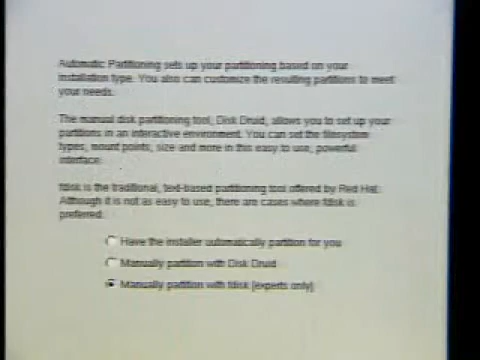 Automatic Partitioning sets up your partitioning based on your
installation type. You also can customize the resulting partitions to meet
your needs.
The manual disk partitioning tool, Disk Druid, allows you to set up your
partitions in an interactive environment. You can set the filesystem
types, mount points, size and more in this easy to use, powerful
interface.
fdisk is the traditional, text-based partitioning tool offered by Red Hat.
Although it is not as easy to use, there are cases where fdisk is
preferred.
Have the installer automatically partition for you
Manually partition with Disk Druid
Manually partition with fdisk [experts only]